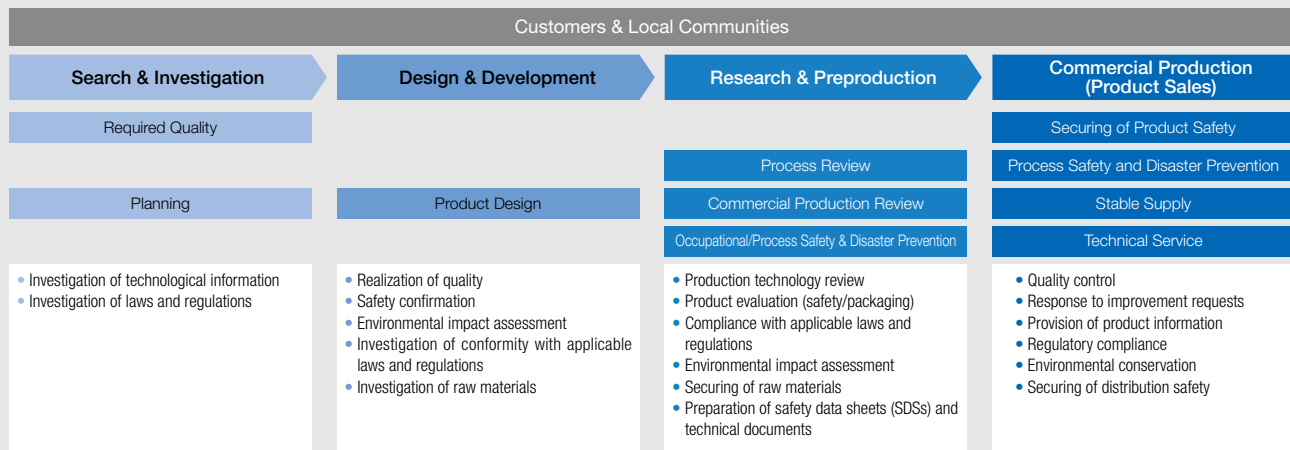 Customers & Local Communities
Search & Investigation
Required Quality
Planning
• Investigation of technological information
• Investigation of laws and regulations
Design & Development
Product Design
• Realization of quality
• Safety confirmation
• Environmental impact assessment
• Investigation of conformity with applicable
laws and regulations
• Investigation of raw materials
Research & Preproduction
Process Review
Commercial Production Review
Occupational/Process Safety & Disaster Prevention
• Production technology review
• Product evaluation (safety/packaging)
• Compliance with applicable laws and
regulations
• Environmental impact assessment
• Securing of raw materials
• Preparation of safety data sheets (SDSs) and
technical documents
Commercial Production
(Product Sales)
Securing of Product Safety
Process Safety and Disaster Prevention
Stable Supply
Technical Service
• Quality control
• Response to improvement requests
• Provision of product information
• Regulatory compliance
• Environmental conservation
• Securing of distribution safety